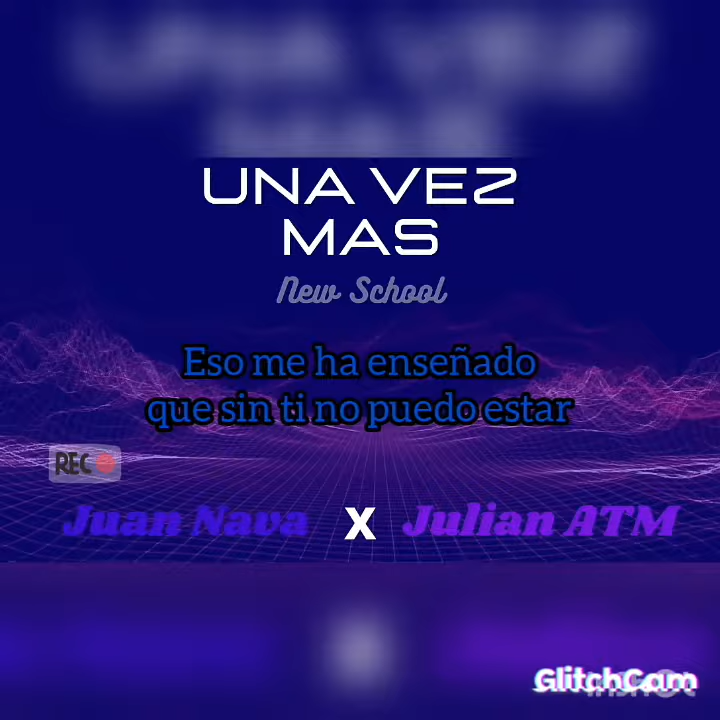 UNA VEZ
MAS
New School
Eso me ha enseñado
que sin ti no puedo estar
REC
Juan Nava x Julian ATM
GlitchCam